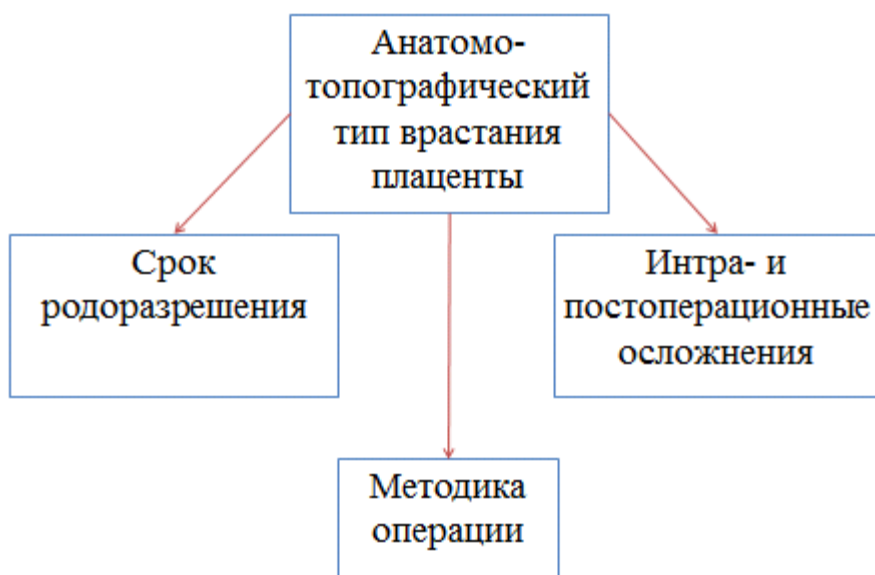 Анатомо-
топографический
тип врастания
плаценты
Срок
родоразрешения
Интра- и
постоперационные
осложнения
Методика
операции